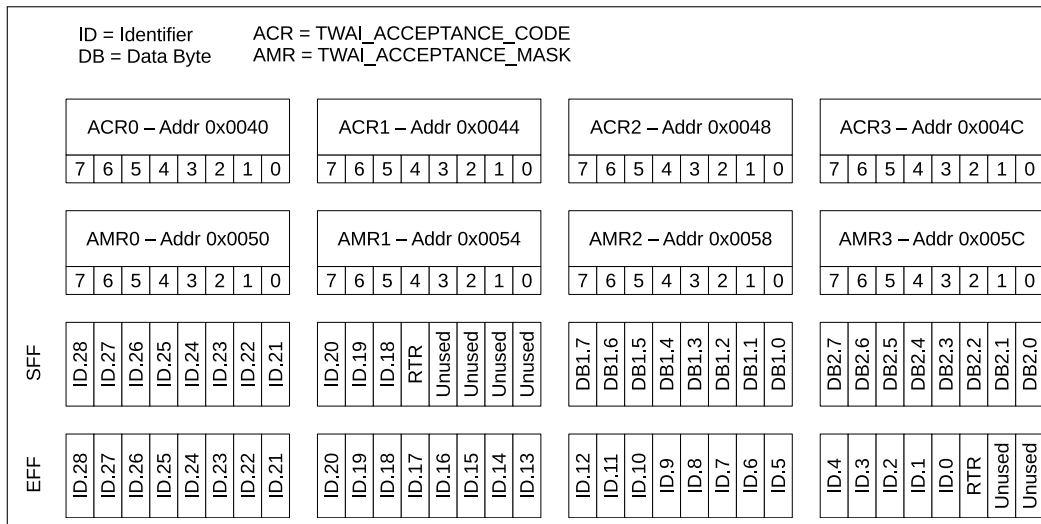 ID = Identifier ACR = TWAI_ACCEPTANCE_CODE
DB = Data Byte AMR = TWAI_ACCEPTANCE_MASK
ACR0 – Addr 0x0040 ACR1 – Addr 0x0044 ACR2 – Addr 0x0048 ACR3 – Addr 0x004C
7 6 5 4 3 2 1 0 7 6 5 4 3 2 1 0 7 6 5 4 3 2 1 0 7 6 5 4 3 2 1 0
AMR0 – Addr 0x0050 AMR1 – Addr 0x0054 AMR2 – Addr 0x0058 AMR3 – Addr 0x005C
7 6 5 4 3 2 1 0 7 6 5 4 3 2 1 0 7 6 5 4 3 2 1 0 7 6 5 4 3 2 1 0
SFF ID.28 ID.27 ID.26 ID.25 ID.24 ID.23 ID.22 ID.21 ID.20 ID.19 ID.18 RTR Unused Unused Unused Unused DB1.7 DB1.6 DB1.5 DB1.4 DB1.3 DB1.2 DB1.1 DB1.0 DB2.7 DB2.6 DB2.5 DB2.4 DB2.3 DB2.2 DB2.1 DB2.0
EFF ID.28 ID.27 ID.26 ID.25 ID.24 ID.23 ID.22 ID.21 ID.20 ID.19 ID.18 ID.17 ID.16 ID.15 ID.14 ID.13 ID.12 ID.11 ID.10 ID.9 ID.8 ID.7 ID.6 ID.5 ID.4 ID.3 ID.2 ID.1 ID.0 RTR Unused Unused